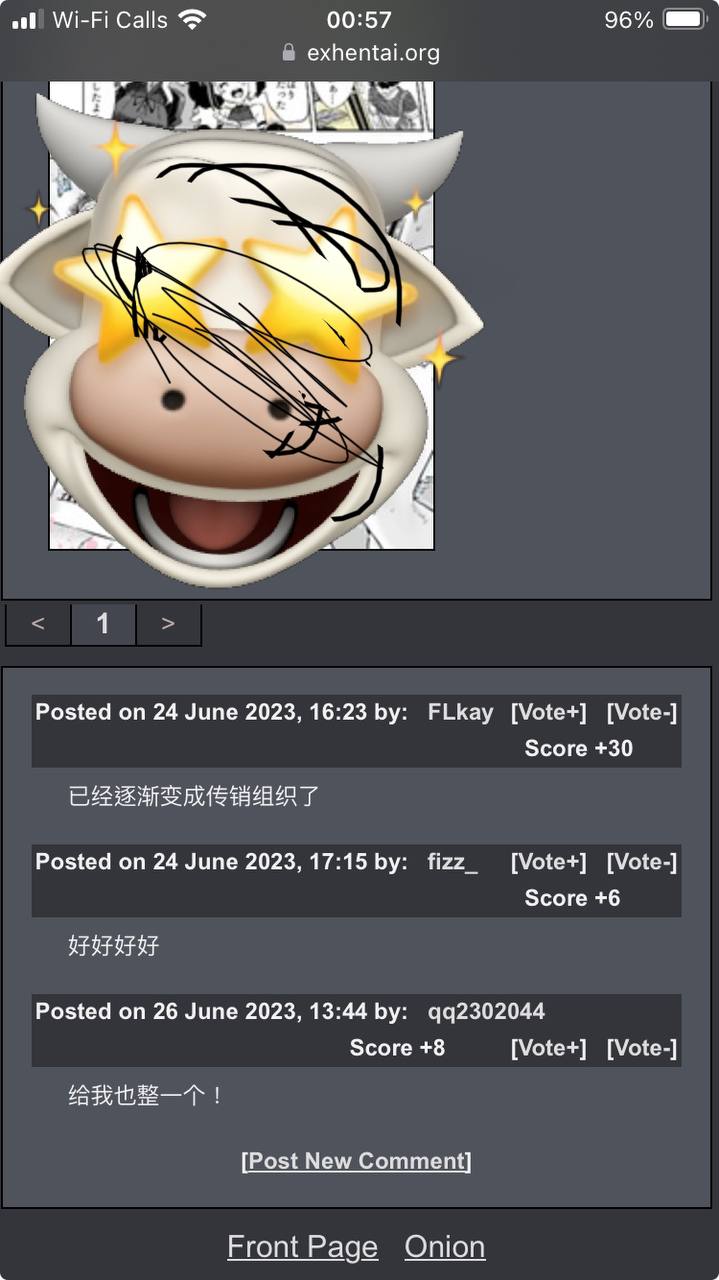 Wi-Fi Calls 00:57 96%
exhentai.org
< 1 >
Posted on 24 June 2023, 16:23 by: FLkay [Vote+] [Vote-]
Score +30
已经逐渐变成传销组织了
Posted on 24 June 2023, 17:15 by: fizz_ [Vote+] [Vote-]
Score +6
好好好好
Posted on 26 June 2023, 13:44 by: qq2302044
Score +8 [Vote+] [Vote-]
给我也整一个！
[Post New Comment]
Front Page Onion